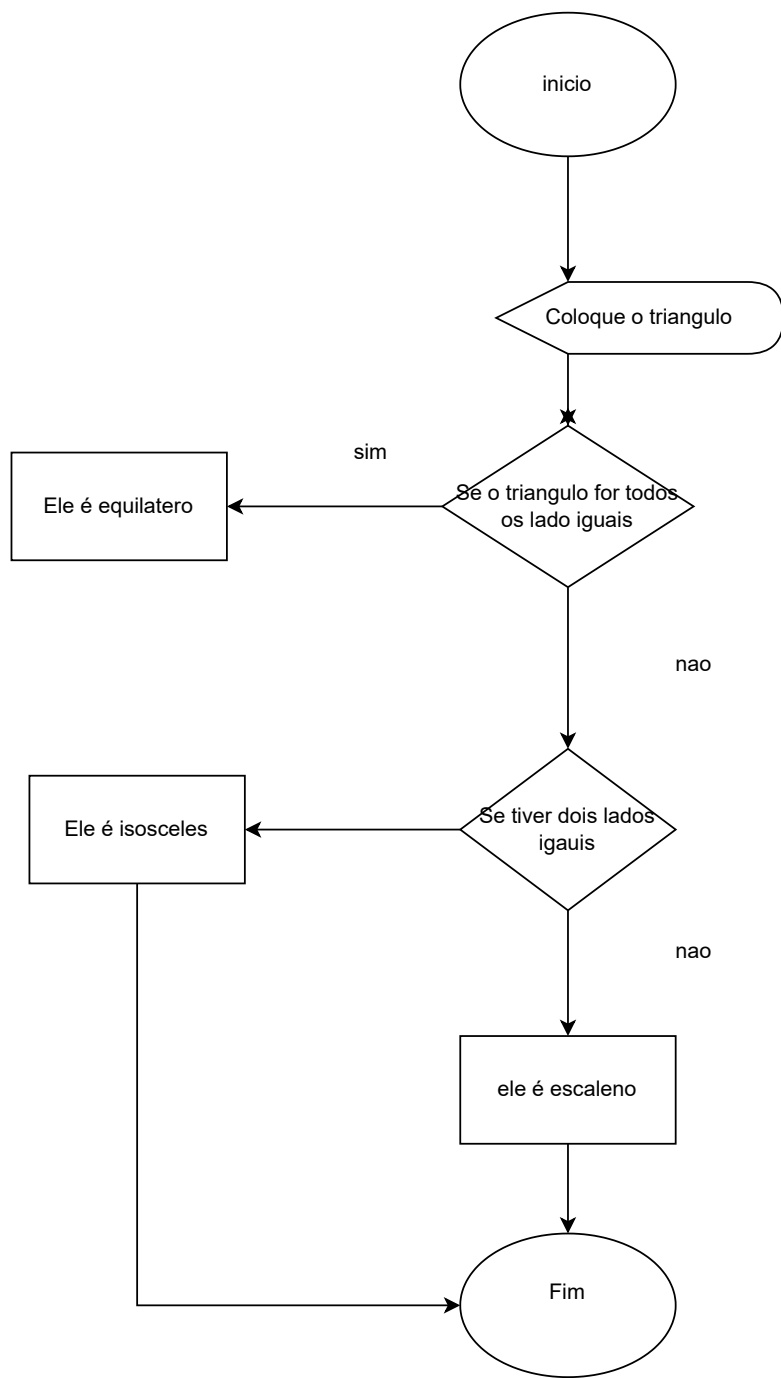 inicio
Coloque o triangulo
sim
Se o triangulo for todos
os lado iguais
Ele é equilatero
nao
Se tiver dois lados
igauis
Ele é isosceles
nao
ele é escaleno
Fim